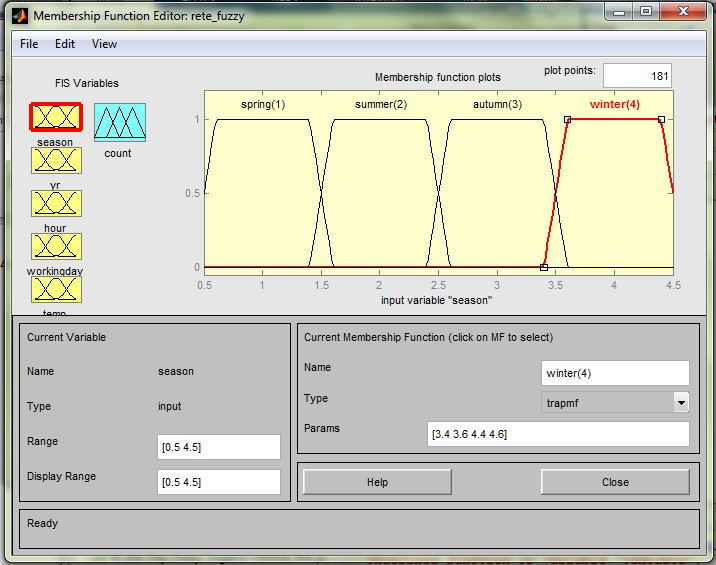 Membership Function Editor: rete_fuzzy
File Edit View
FIS Variables
season
yr
hour
workingday
temp
count
Membership function plots
plot points:
181
spring(1) summer(2) autumn(3) winter(4)
1
0.5
0
0.5 1 1.5 2 2.5 3 3.5 4 4.5
input variable "season"
Current Variable
Name season
Type input
Range [0.5 4.5]
Display Range [0.5 4.5]
Current Membership Function (click on MF to select)
Name winter(4)
Type trapmf
Params [3.4 3.6 4.4 4.6]
Help Close
Ready